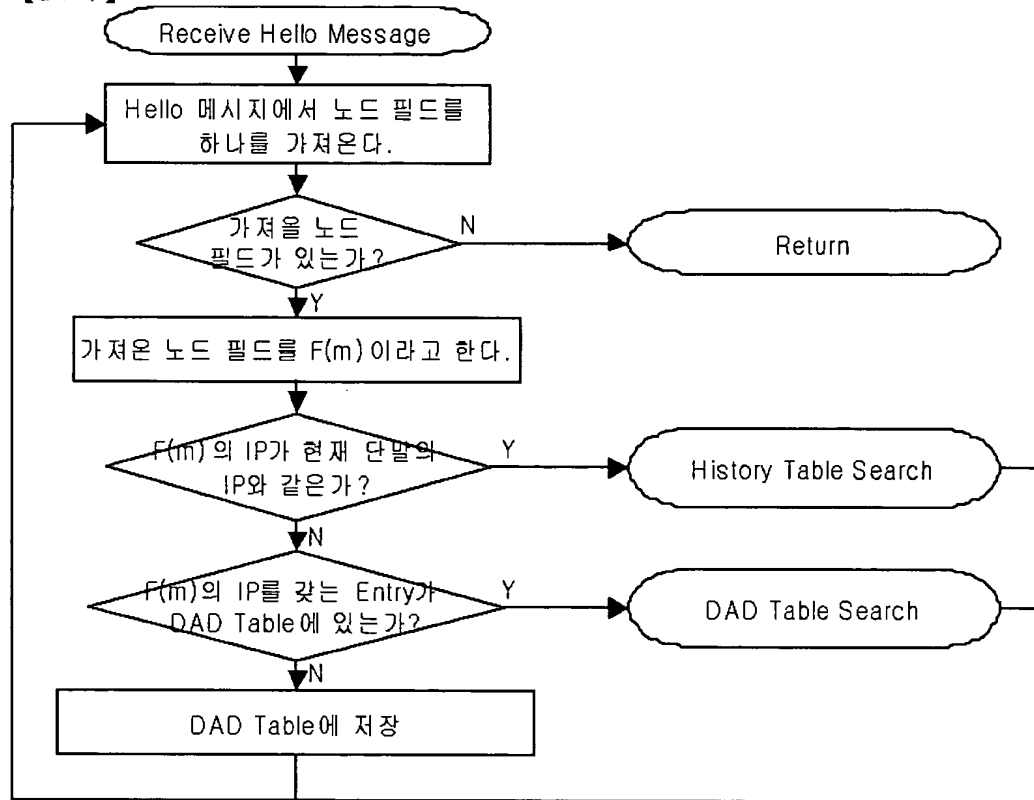 Receive Hello Message
Hello 메시지에서 노드 필드를
하나를 가져온다.
가져올 노드
필드가 있는가?
N
Return
Y
가져온 노드 필드를 F(m)이라고 한다.
F(m)의 IP가 현재 단말의
IP와 같은가?
Y
History Table Search
N
F(m)의 IP를 갖는 Entry가
DAD Table에 있는가?
Y
DAD Table Search
N
DAD Table에 저장